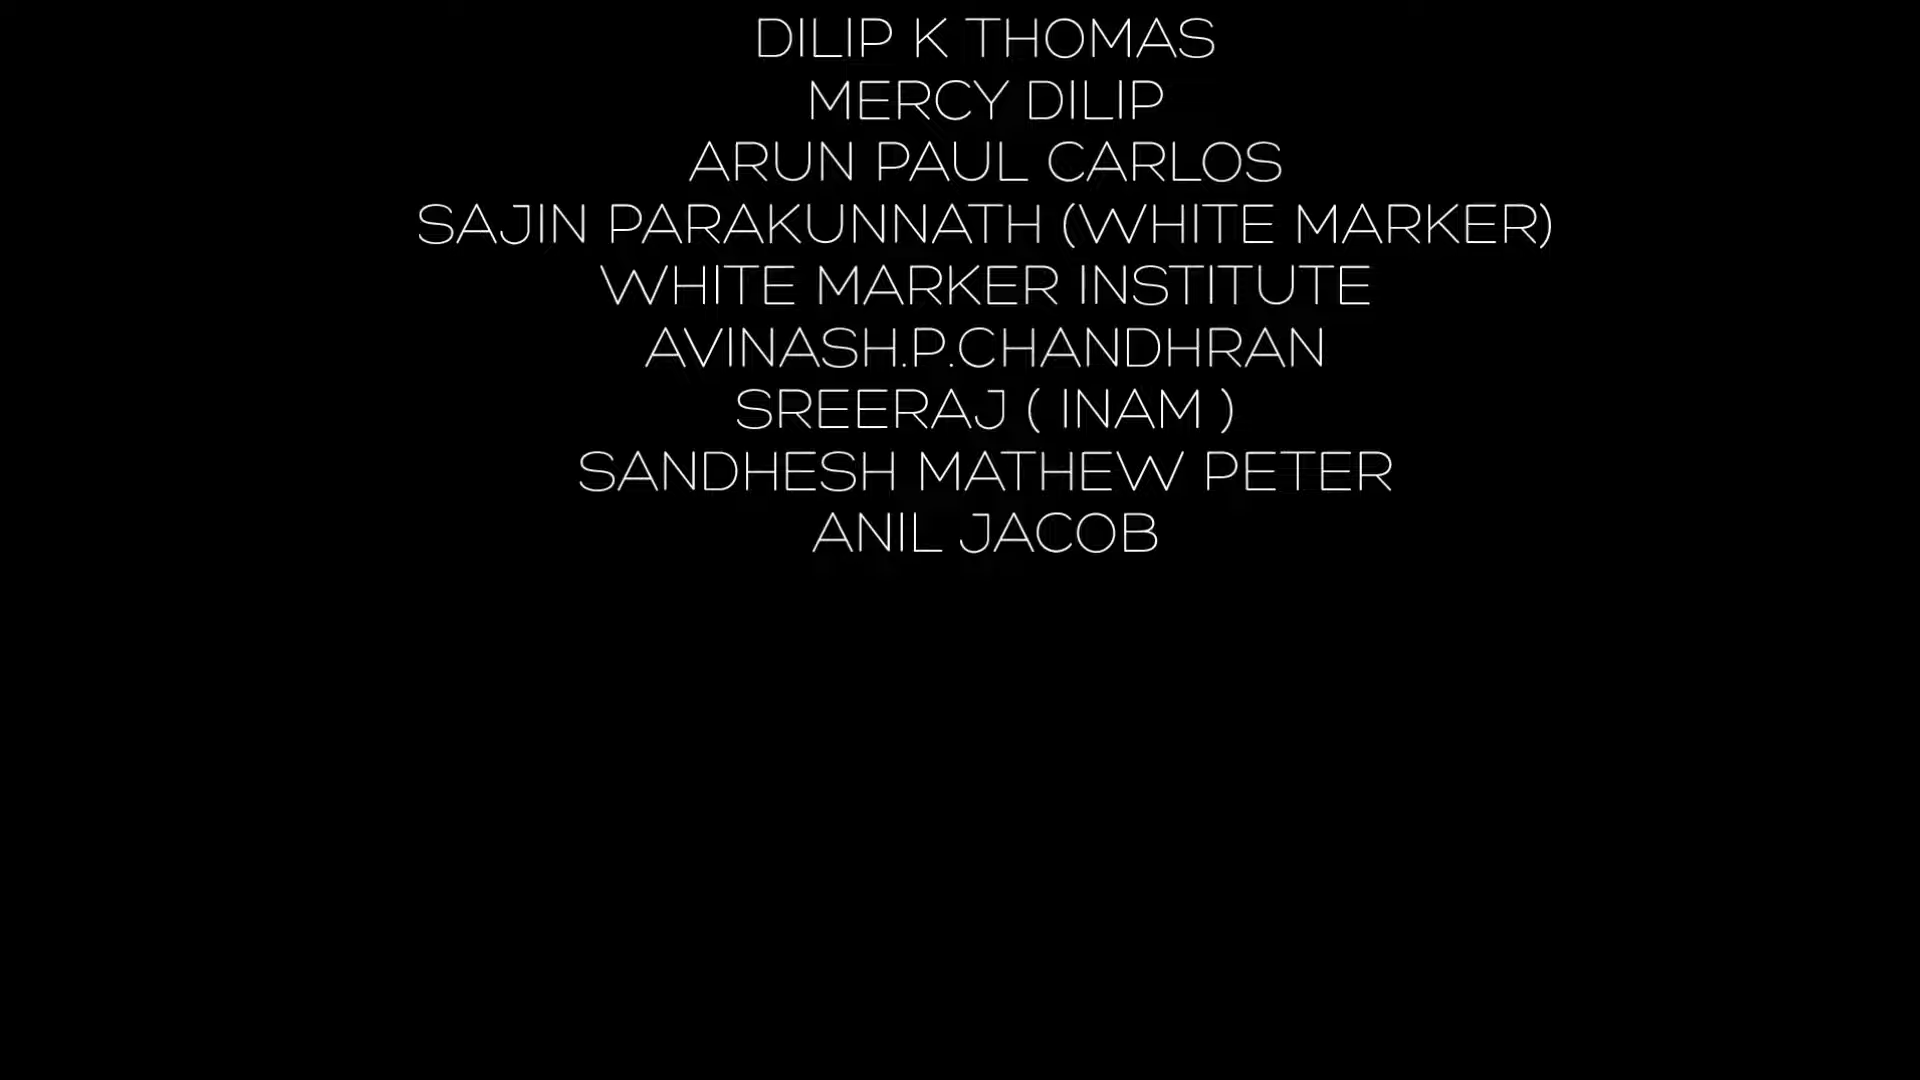 DILIP K THOMAS
MERCY DILIP
ARUN PAUL CARLOS
SAJIN PARAKUNNATH (WHITE MARKER)
WHITE MARKER INSTITUTE
AVINASH.P.CHANDHRAN
SREERAJ ( INAM )
SANDHESH MATHEW PETER
ANIL JACOB